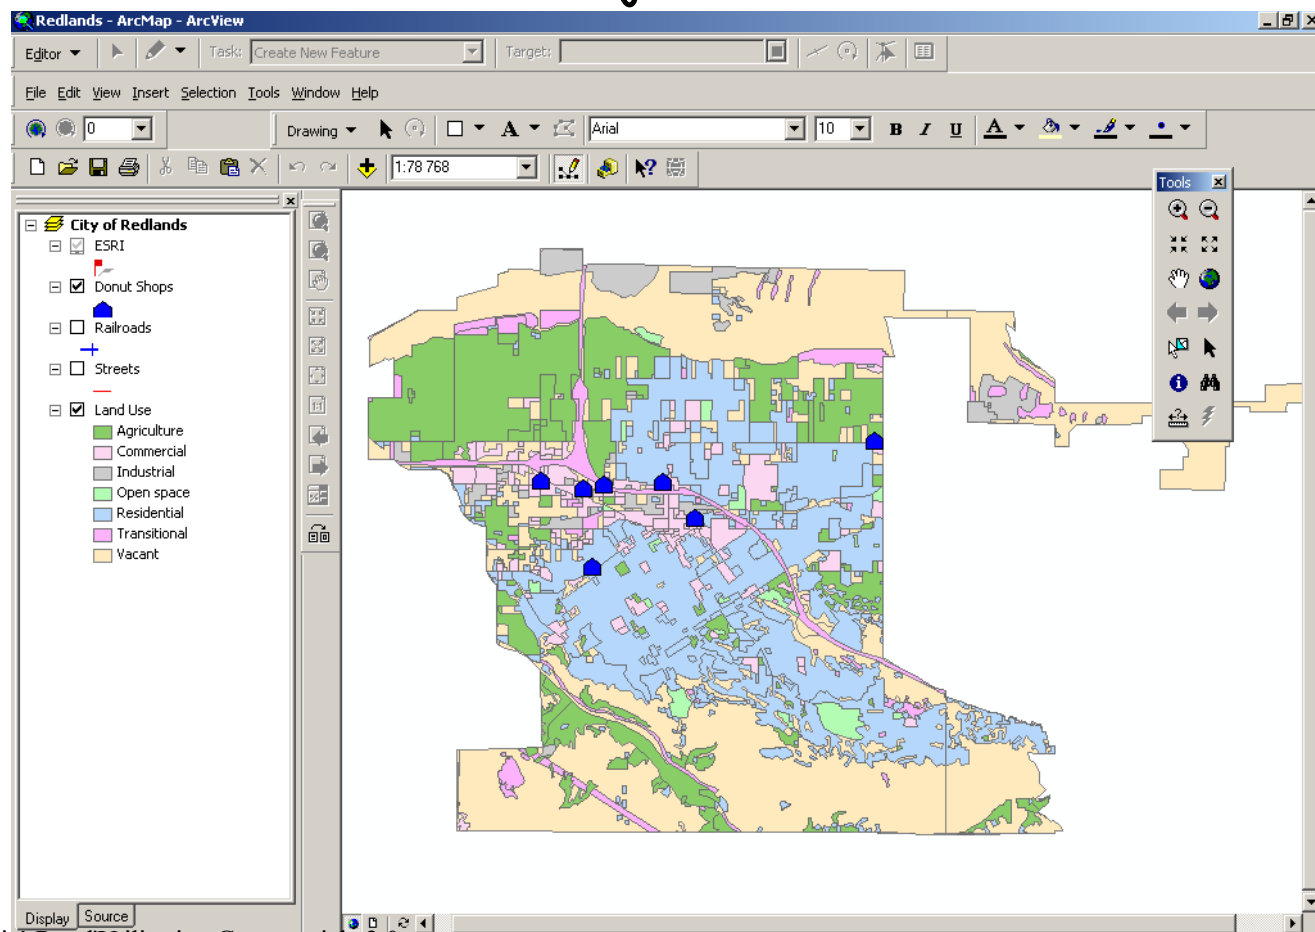 Redlands - ArcMap - ArcView
Editor Task: Create New Feature Target:
File Edit View Insert Selection Tools Window Help
0 Drawing A Arial 10 B I U A
1:78 768
Tools
City of Redlands
ESRI
Donut Shops
Railroads
Streets
Land Use
Agriculture
Commercial
Industrial
Open space
Residential
Transitional
Vacant
1:1
Display Source